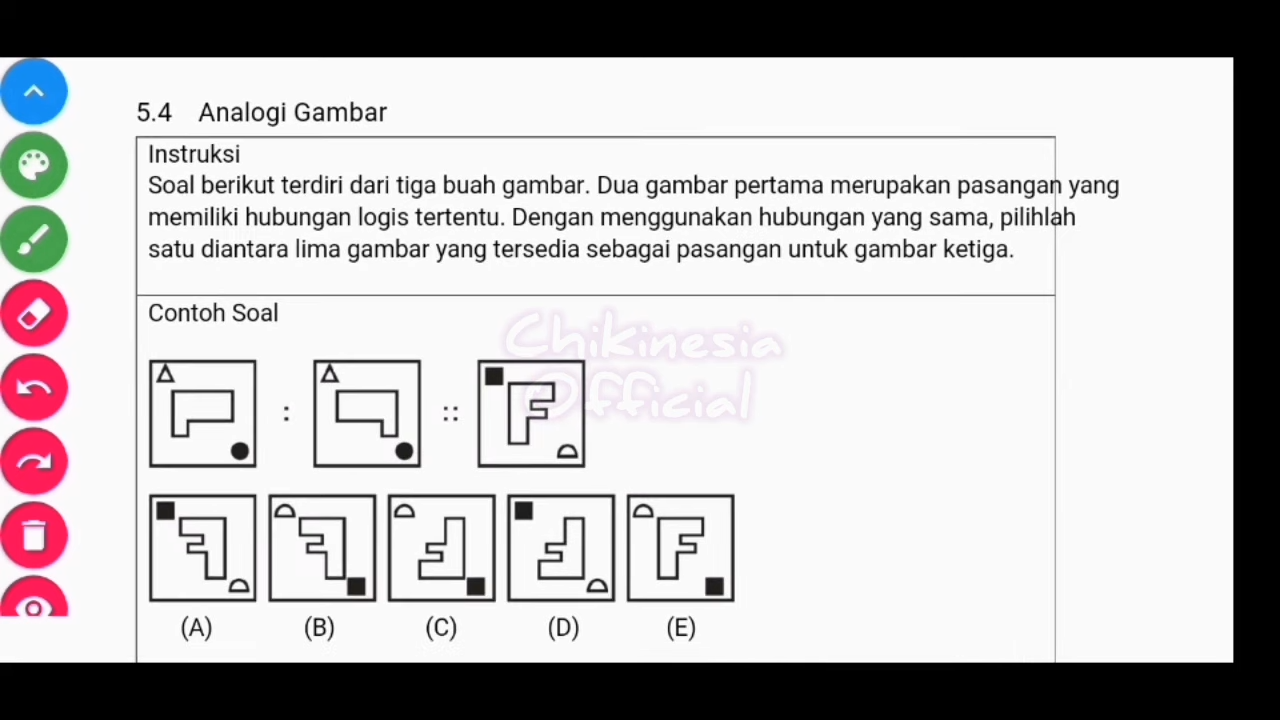 5.4 Analogi Gambar
Instruksi
Soal berikut terdiri dari tiga buah gambar. Dua gambar pertama merupakan pasangan yang
memiliki hubungan logis tertentu. Dengan menggunakan hubungan yang sama, pilihlah
satu diantara lima gambar yang tersedia sebagai pasangan untuk gambar ketiga.
Contoh Soal
Chikinesia
Official
: ::
(A) (B) (C) (D) (E)